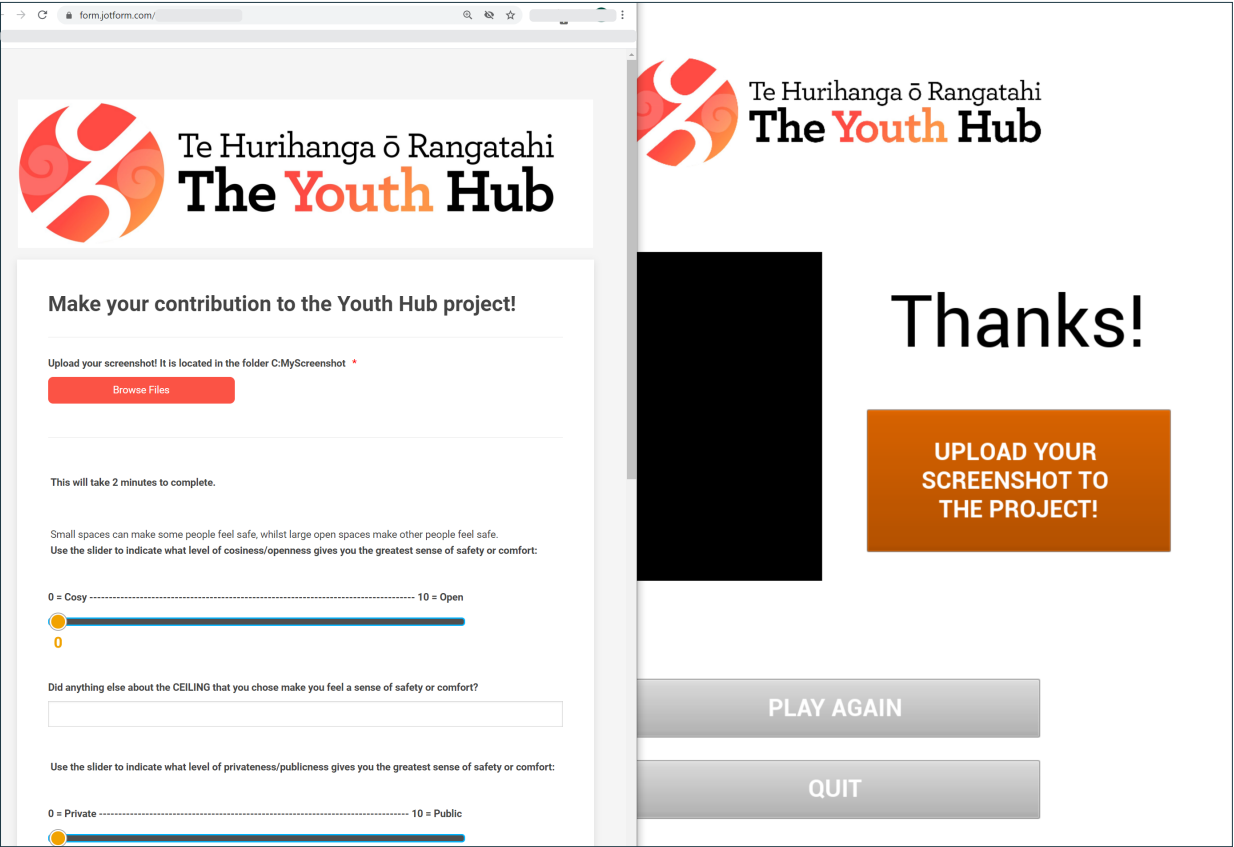 form.jotform.com/
Te Hurihanga ō Rangatahi
The Youth Hub
Make your contribution to the Youth Hub project!
Upload your screenshot! It is located in the folder C:MyScreenshot *
Browse Files
This will take 2 minutes to complete.
Small spaces can make some people feel safe, whilst large open spaces make other people feel safe.
Use the slider to indicate what level of cosiness/openness gives you the greatest sense of safety or comfort:
0 = Cosy ------------------------------------------------------------------------------------ 10 = Open
0
Did anything else about the CEILING that you chose make you feel a sense of safety or comfort?
Use the slider to indicate what level of privateness/publicness gives you the greatest sense of safety or comfort:
0 = Private -------------------------------------------------------------------------------- 10 = Public
Te Hurihanga ō Rangatahi
The Youth Hub
Thanks!
UPLOAD YOUR
SCREENSHOT TO
THE PROJECT!
PLAY AGAIN
QUIT